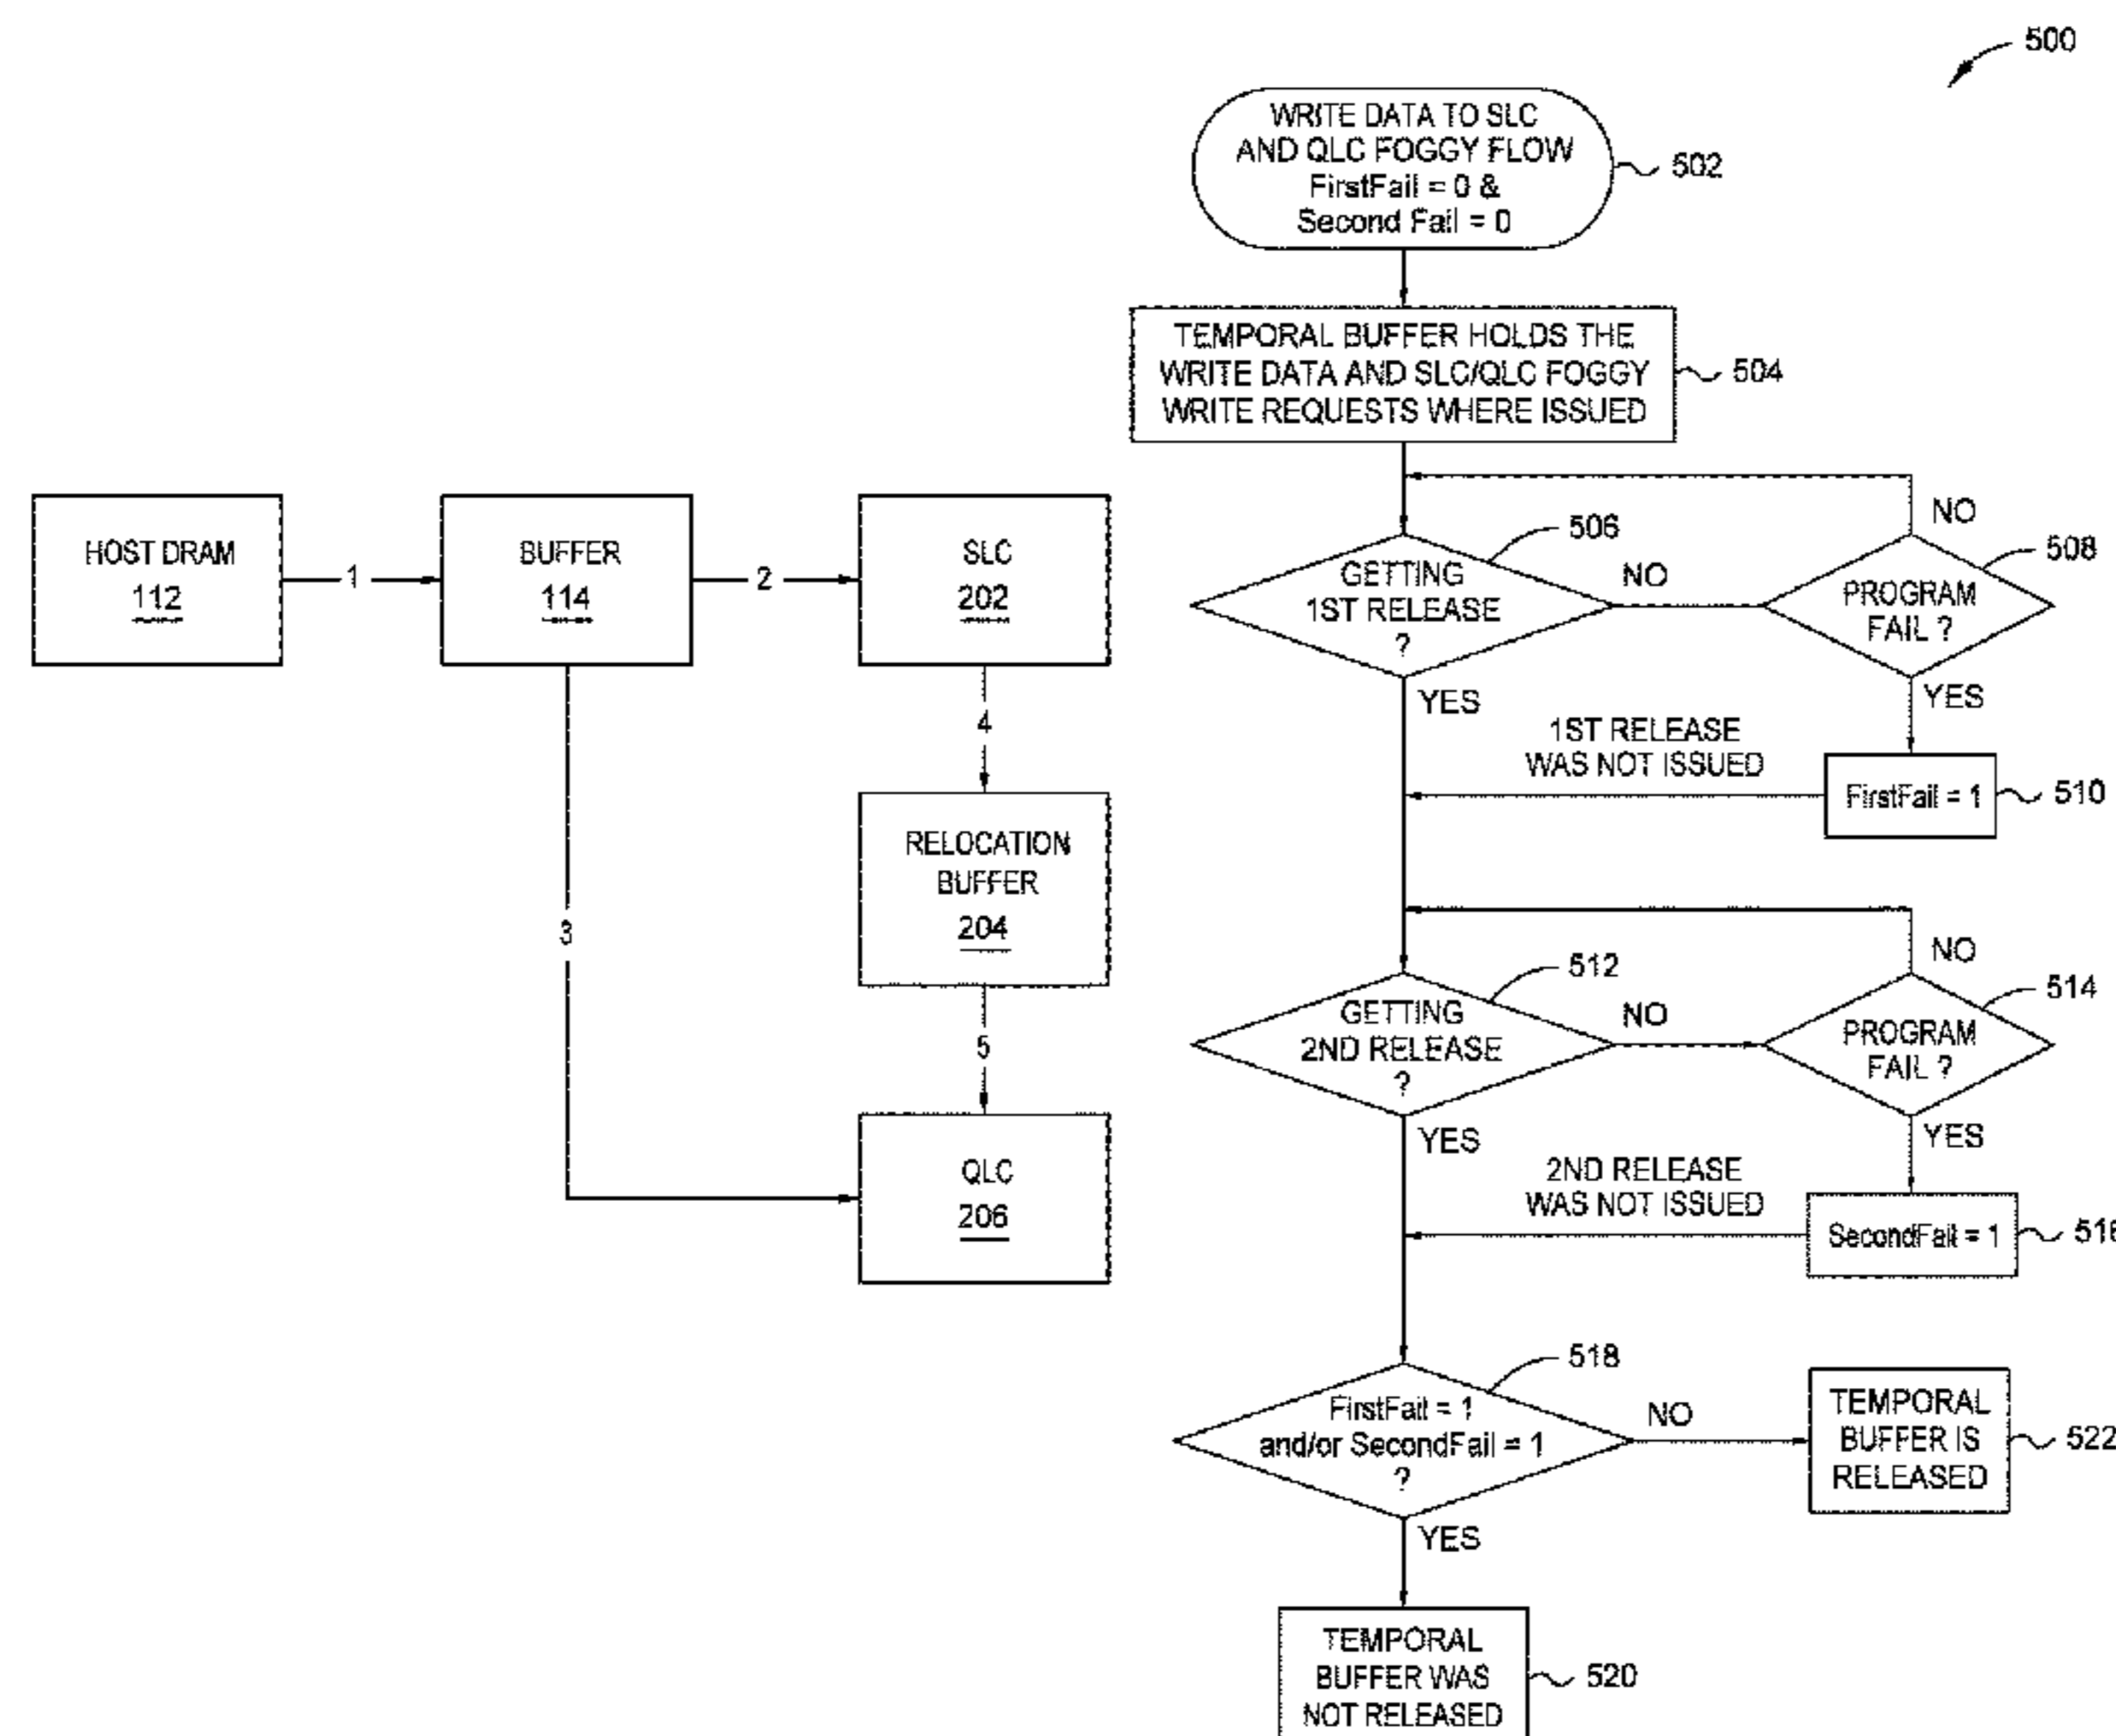 500
WRITE DATA TO SLC
AND QLC FOGGY FLOW
FirstFail = 0 &
Second Fail = 0
502
TEMPORAL BUFFER HOLDS THE
WRITE DATA AND SLC/QLC FOGGY
WRITE REQUESTS WHERE ISSUED
504
HOST DRAM
112
1
BUFFER
114
2
SLC
202
3
4
RELOCATION
BUFFER
204
5
QLC
206
GETTING
1ST RELEASE
?
506
NO
YES
PROGRAM
FAIL ?
508
NO
YES
1ST RELEASE
WAS NOT ISSUED
FirstFail = 1
510
GETTING
2ND RELEASE
?
512
NO
YES
PROGRAM
FAIL ?
514
NO
YES
2ND RELEASE
WAS NOT ISSUED
SecondFail = 1
516
FirstFail = 1
and/or SecondFail = 1
?
518
NO
YES
TEMPORAL
BUFFER IS
RELEASED
522
TEMPORAL
BUFFER WAS
NOT RELEASED
520